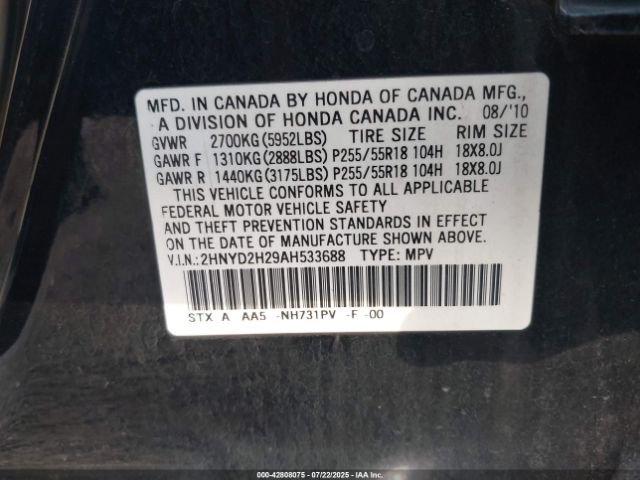 MFD. IN CANADA BY HONDA OF CANADA MFG.,
A DIVISION OF HONDA CANADA INC. 08/'10
GVWR 2700KG(5952LBS) TIRE SIZE RIM SIZE
GAWR F 1310KG(2888LBS) P255/55R18 104H 18X8.0J
GAWR R 1440KG(3175LBS) P255/55R18 104H 18X8.0J
THIS VEHICLE CONFORMS TO ALL APPLICABLE
FEDERAL MOTOR VEHICLE SAFETY
AND THEFT PREVENTION STANDARDS IN EFFECT
ON THE DATE OF MANUFACTURE SHOWN ABOVE.
V.I.N.:2HNYD2H29AH533688 TYPE: MPV
STX A AA5 -NH731PV -F -00
000-42808075 - 07/22/2025 - IAA Inc.